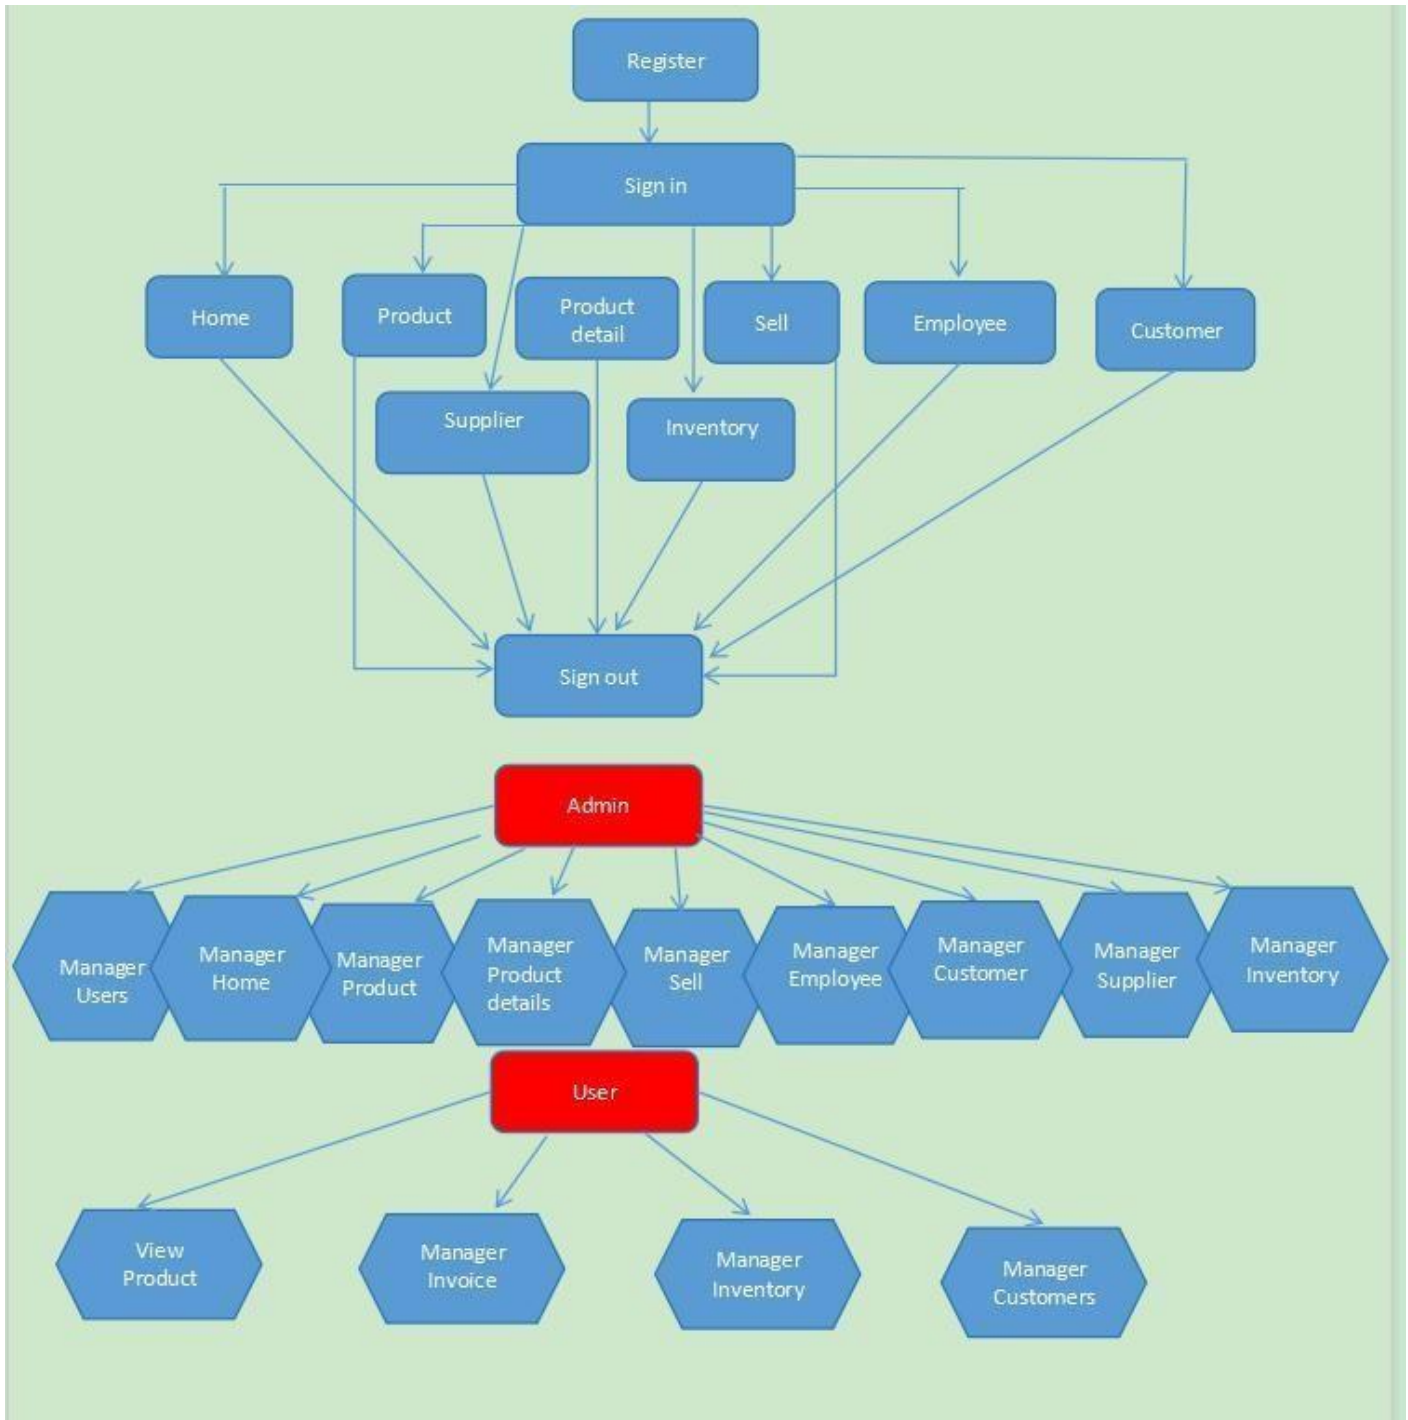 Register
Sign in
Home
Product
Product
detail
Sell
Employee
Customer
Supplier
Inventory
Sign out
Admin
Manager
Users
Manager
Home
Manager
Product
Manager
Product
details
Manager
Sell
Manager
Employee
Manager
Customer
Manager
Supplier
Manager
Inventory
User
View
Product
Manager
Invoice
Manager
Inventory
Manager
Customers